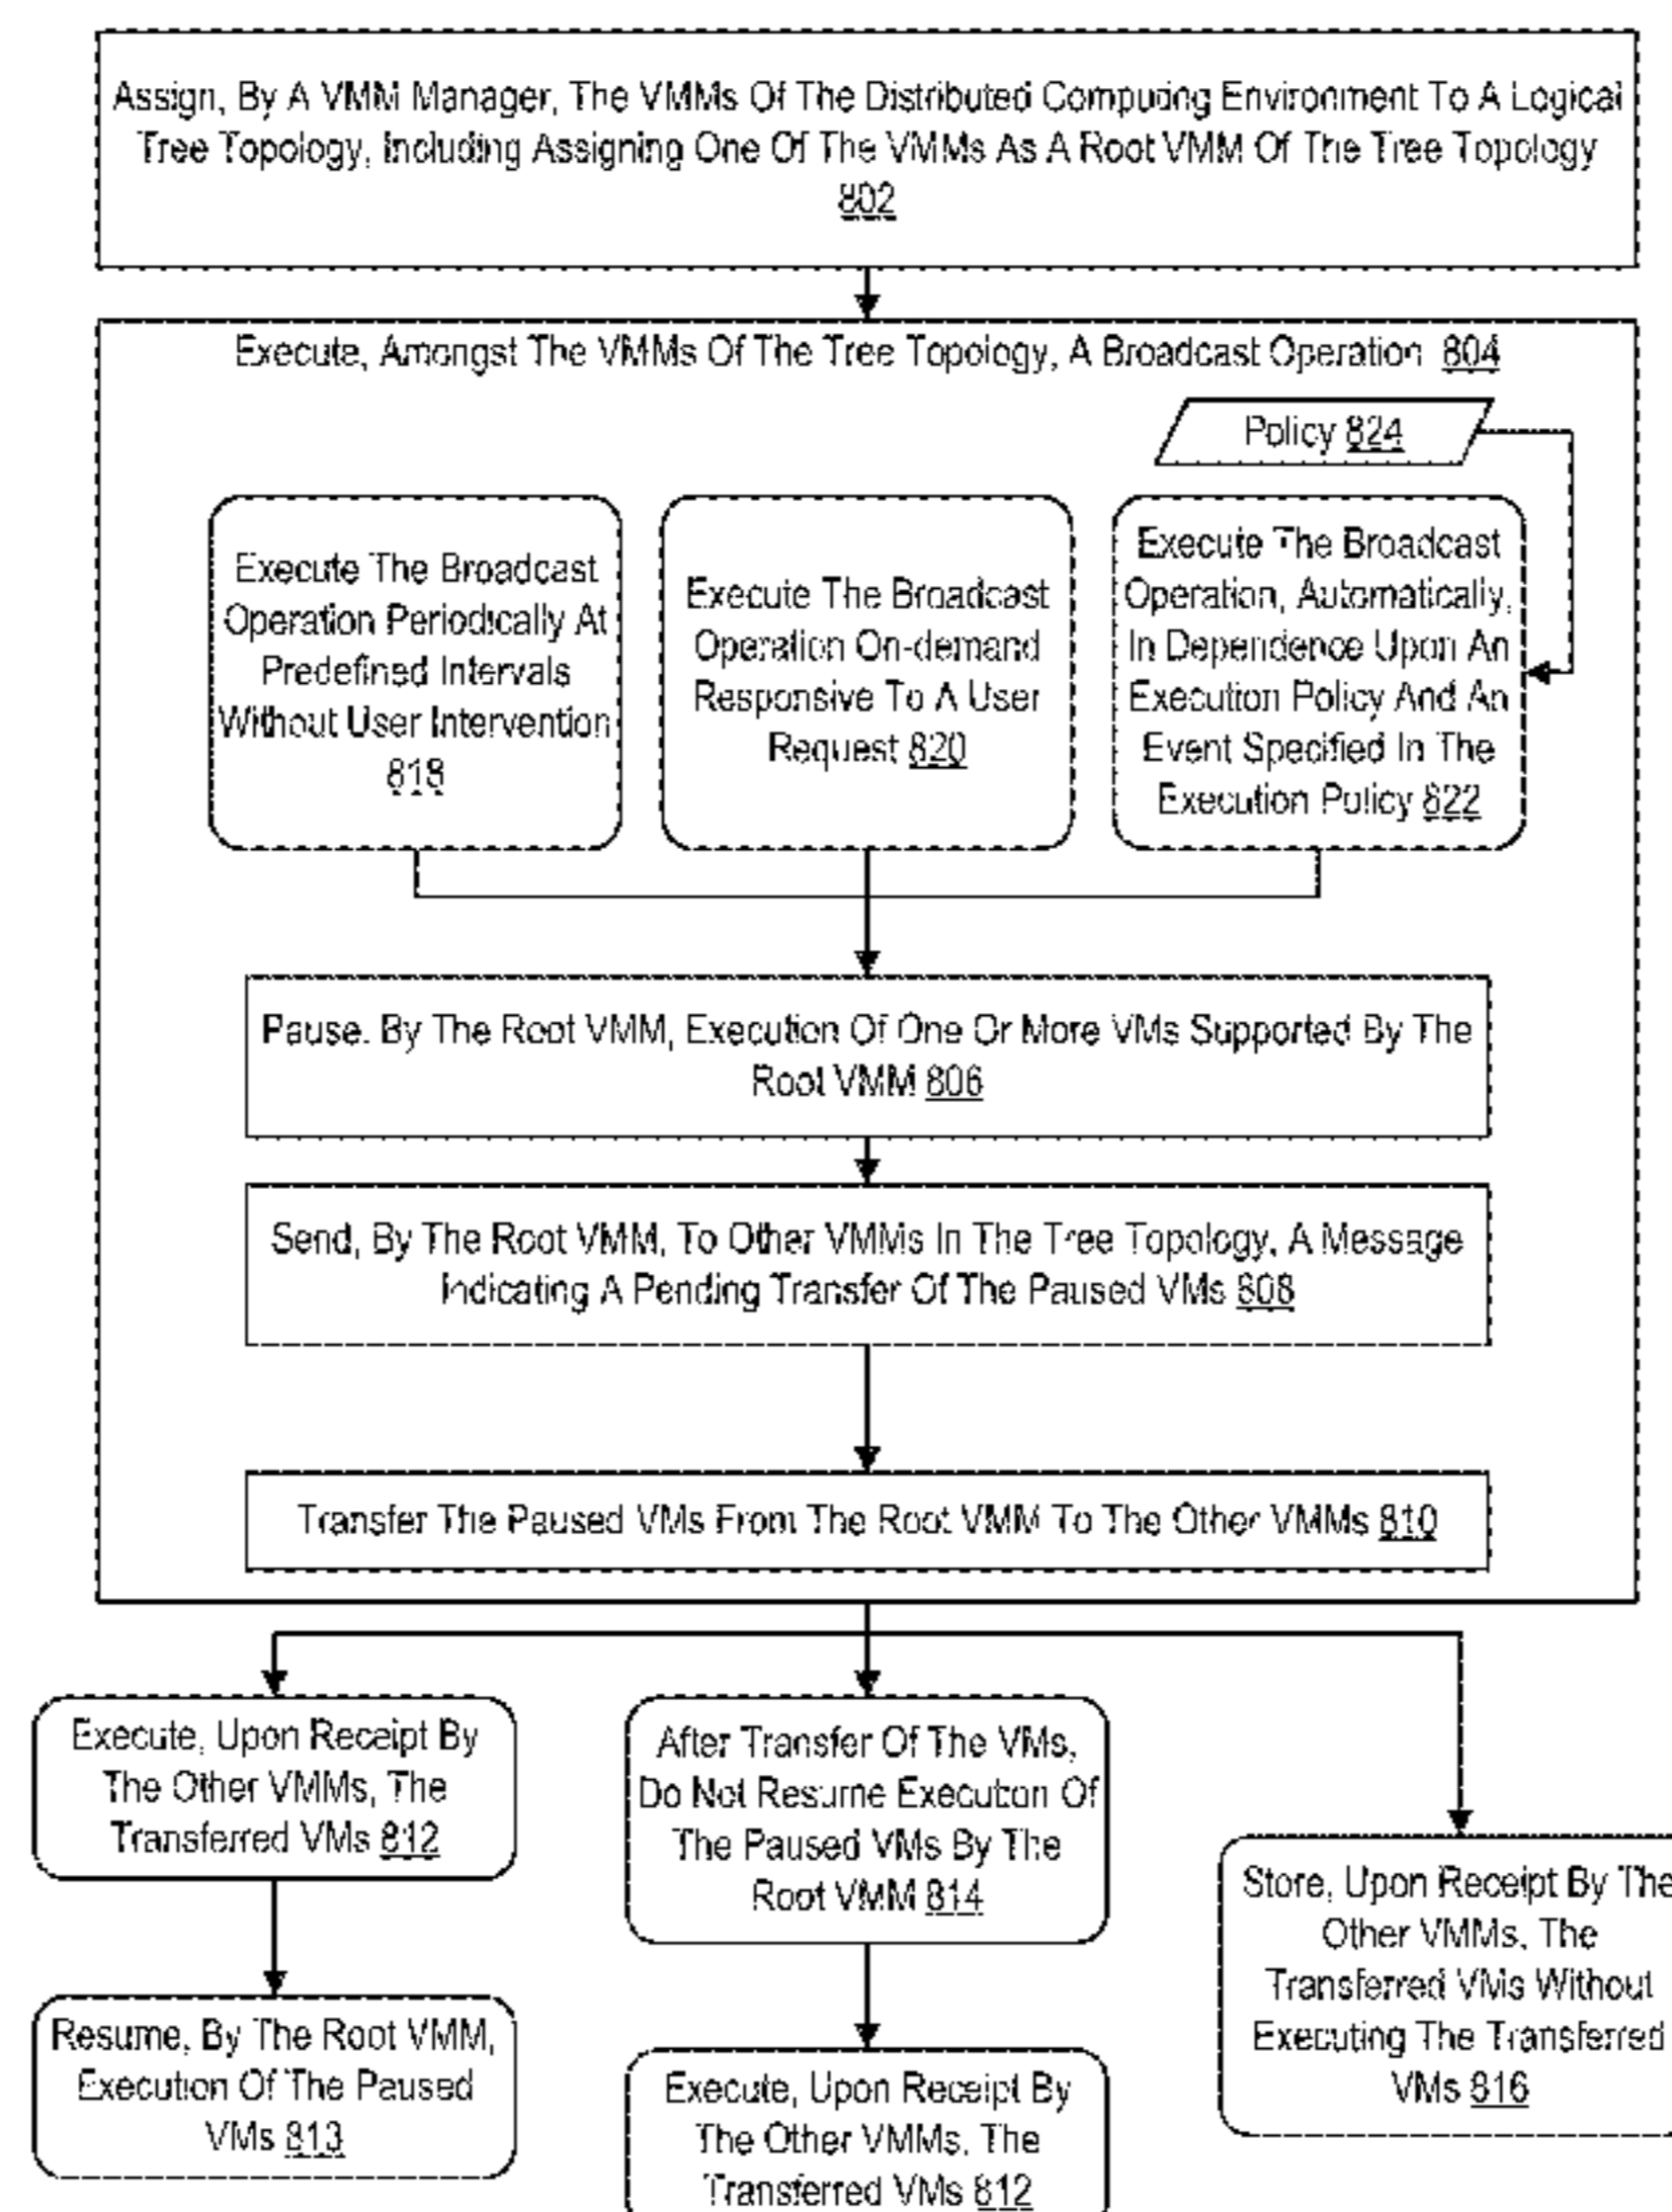 Assign, By A VMM Manager, The VMMs Of The Distributed Computing Environment To A Logical
Tree Topology, Including Assigning One Of The VMMs As A Root VMM Of The Tree Topology
802
Execute, Amongst The VMMs Of The Tree Topology, A Broadcast Operation 804
Policy 824
Execute The Broadcast
Operation Periodically At
Predefined Intervals
Without User Intervention
818
Execute The Broadcast
Operation On-demand
Responsive To A User
Request 820
Execute The Broadcast
Operation, Automatically,
In Dependence Upon An
Execution Policy And An
Event Specified In The
Execution Policy 822
Pause, By The Root VMM, Execution Of One Or More VMs Supported By The
Root VMM 806
Send, By The Root VMM, To Other VMMs In The Tree Topology, A Message
Indicating A Pending Transfer Of The Paused VMs 808
Transfer The Paused VMs From The Root VMM To The Other VMMs 810
Execute, Upon Receipt By
The Other VMMs, The
Transferred VMs 812
Resume, By The Root VMM,
Execution Of The Paused
VMs 813
After Transfer Of The VMs,
Do Not Resume Execution Of
The Paused VMs By The
Root VMM 814
Execute, Upon Receipt By
The Other VMMs, The
Transferred VMs 812
Store, Upon Receipt By The
Other VMMs, The
Transferred VMs Without
Executing The Transferred
VMs 816